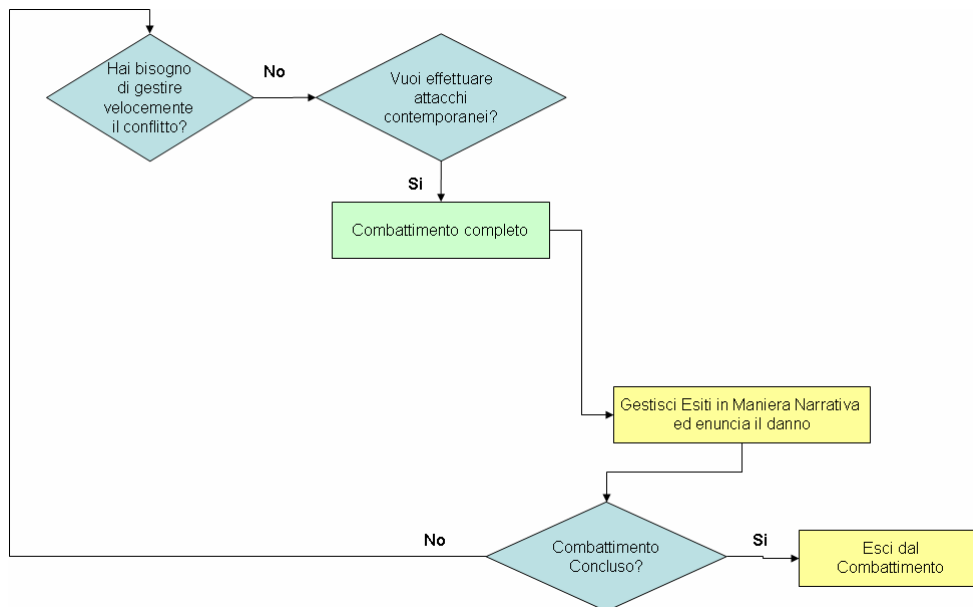 Hai bisogno
di gestire
velocemente
il conflitto?
No
Vuoi effettuare
attacchi
contemporanei?
Si
Combattimento completo
Gestisci Esiti in Maniera Narrativa
ed enuncia il danno
No
Combattimento
Concluso?
Si
Esci dal
Combattimento